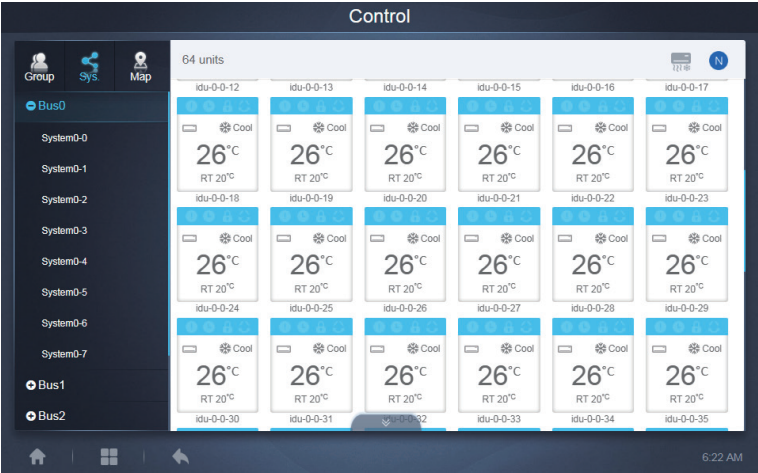 Control
Group Sys. Map
64 units
N
idu-0-0-12 idu-0-0-13 idu-0-0-14 idu-0-0-15 idu-0-0-16 idu-0-0-17
Bus0
System0-0
System0-1
System0-2
System0-3
System0-4
System0-5
System0-6
System0-7
Bus1
Bus2
Cool Cool Cool Cool Cool Cool
26°C 26°C 26°C 26°C 26°C 26°C
RT 20°C RT 20°C RT 20°C RT 20°C RT 20°C RT 20°C
idu-0-0-18 idu-0-0-19 idu-0-0-20 idu-0-0-21 idu-0-0-22 idu-0-0-23
Cool Cool Cool Cool Cool Cool
26°C 26°C 26°C 26°C 26°C 26°C
RT 20°C RT 20°C RT 20°C RT 20°C RT 20°C RT 20°C
idu-0-0-24 idu-0-0-25 idu-0-0-26 idu-0-0-27 idu-0-0-28 idu-0-0-29
Cool Cool Cool Cool Cool Cool
26°C 26°C 26°C 26°C 26°C 26°C
RT 20°C RT 20°C RT 20°C RT 20°C RT 20°C RT 20°C
idu-0-0-30 idu-0-0-31 idu-0-0-32 idu-0-0-33 idu-0-0-34 idu-0-0-35
6:22 AM